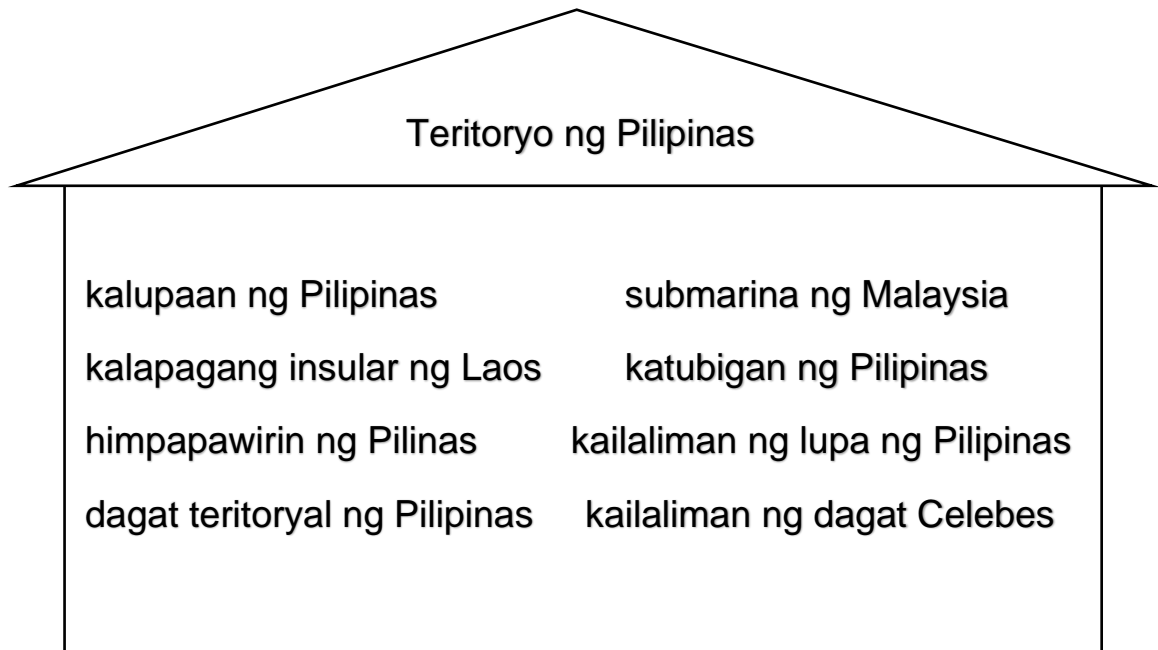 Teritoryo ng Pilipinas
kalupaan ng Pilipinas submarina ng Malaysia
kalapagang insular ng Laos katubigan ng Pilipinas
himpapawirin ng Pilinas kailaliman ng lupa ng Pilipinas
dagat teritoryal ng Pilipinas kailaliman ng dagat Celebes